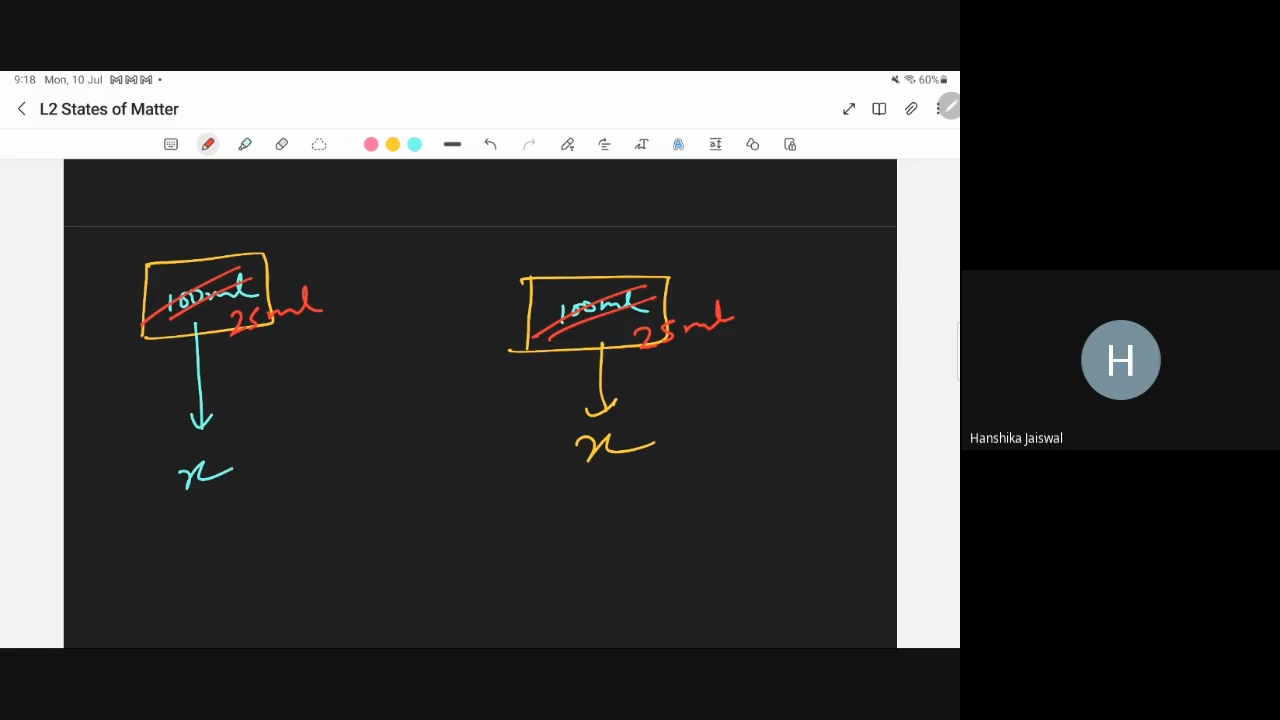 9:18 Mon, 10 Jul
60%
L2 States of Matter
100ml
25ml
100ml
25ml
x
x
H
Hanshika Jaiswal